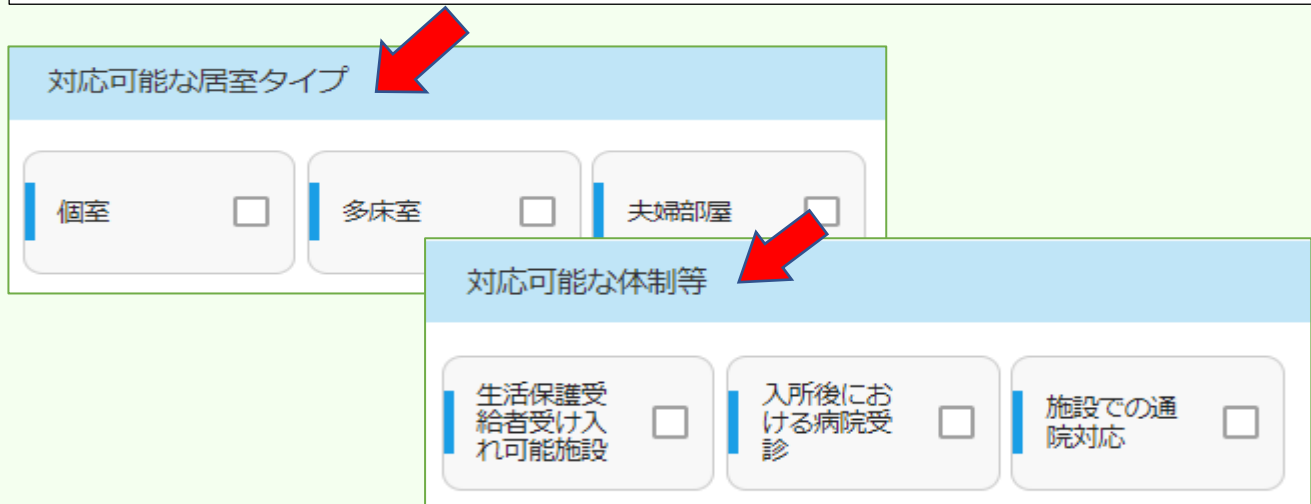 対応可能な居室タイプ
個室
多床室
夫婦部屋
対応可能な体制等
生活保護受
給者受け入
れ可能施設
入所後にお
ける病院受
診
施設での通
院対応